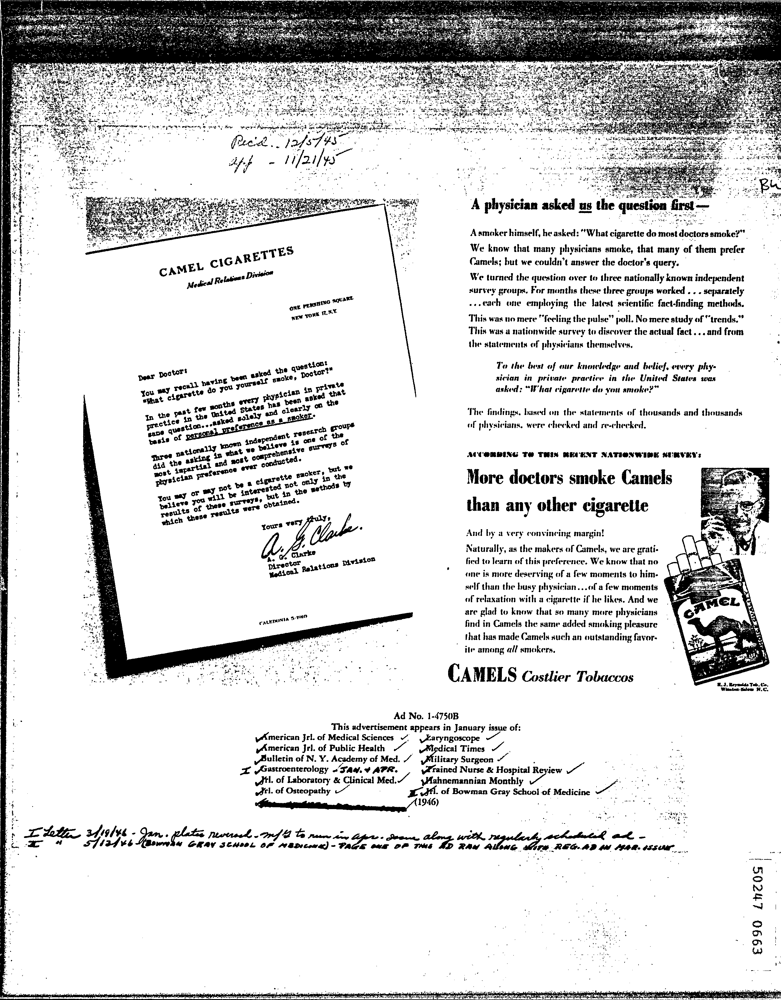 Rec'd. 12/5/45
app - 11/21/45
CAMEL CIGARETTES
Medical Relations Division
ONE PERSHING SQUARE
NEW YORK 17, N.Y.
Dear Doctor:
You may recall having been asked the question:
"What cigarette do you yourself smoke, Doctor?"
In the past few months every physician in private
practice in the United States has been asked that
same question...asked solely and clearly on the
basis of personal preference as a smoker.
Three nationally known independent research groups
did the asking in what we believe is one of the
most impartial and most comprehensive surveys of
physician preference ever conducted.
You may or may not be a cigarette smoker, but we
believe you will be interested not only in the
results of these surveys, but in the methods by
which these results were obtained.
Yours very truly,
A. G. Clarke
A. G. Clarke
Director
Medical Relations Division
CALEDONIA
A physician asked us the question first—
A smoker himself, he asked: "What cigarette do most doctors smoke?"
We know that many physicians smoke, that many of them prefer
Camels; but we couldn't answer the doctor's query.
We turned the question over to three nationally known independent
survey groups. For months these three groups worked . . . separately
. . . each one employing the latest scientific fact-finding methods.
This was no mere "feeling the pulse" poll. No mere study of "trends."
This was a nationwide survey to discover the actual fact . . . and from
the statements of physicians themselves.
To the best of our knowledge and belief, every phy-
sician in private practice in the United States was
asked: "What cigarette do you smoke?"
The findings, based on the statements of thousands and thousands
of physicians, were checked and re-checked.
ACCORDING TO THIS RECENT NATIONWIDE SURVEY:
More doctors smoke Camels
than any other cigarette
And by a very convincing margin!
Naturally, as the makers of Camels, we are grati-
fied to learn of this preference. We know that no
one is more deserving of a few moments to him-
self than the busy physician . . . of a few moments
of relaxation with a cigarette if he likes. And we
are glad to know that so many more physicians
find in Camels the same added smoking pleasure
that has made Camels such an outstanding favor-
ite among all smokers.
CAMEL
R. J. Reynolds Tob. Co.
Winston-Salem N. C.
CAMELS Costlier Tobaccos
Ad No. 1-4750B
This advertisement appears in January issue of:
American Jrl. of Medical Sciences
American Jrl. of Public Health
Bulletin of N. Y. Academy of Med.
I Gastroenterology - JAN. & APR.
Jrl. of Laboratory & Clinical Med.
Jrl. of Osteopathy
Laryngoscope
Medical Times
Military Surgeon
Trained Nurse & Hospital Review
Hahnemannian Monthly
I Jrl. of Bowman Gray School of Medicine
(1946)
I Letter 3/19/46 - Jan. plates reversed - to run in apr. issue along with regularly scheduled ad -
I " 5/12/46 (BOWMAN GRAY SCHOOL OF MEDICINE) - PAGE ONE OF THIS AD RAN ALONG WITH REG. AD IN MAR. ISSUE
50247 0663